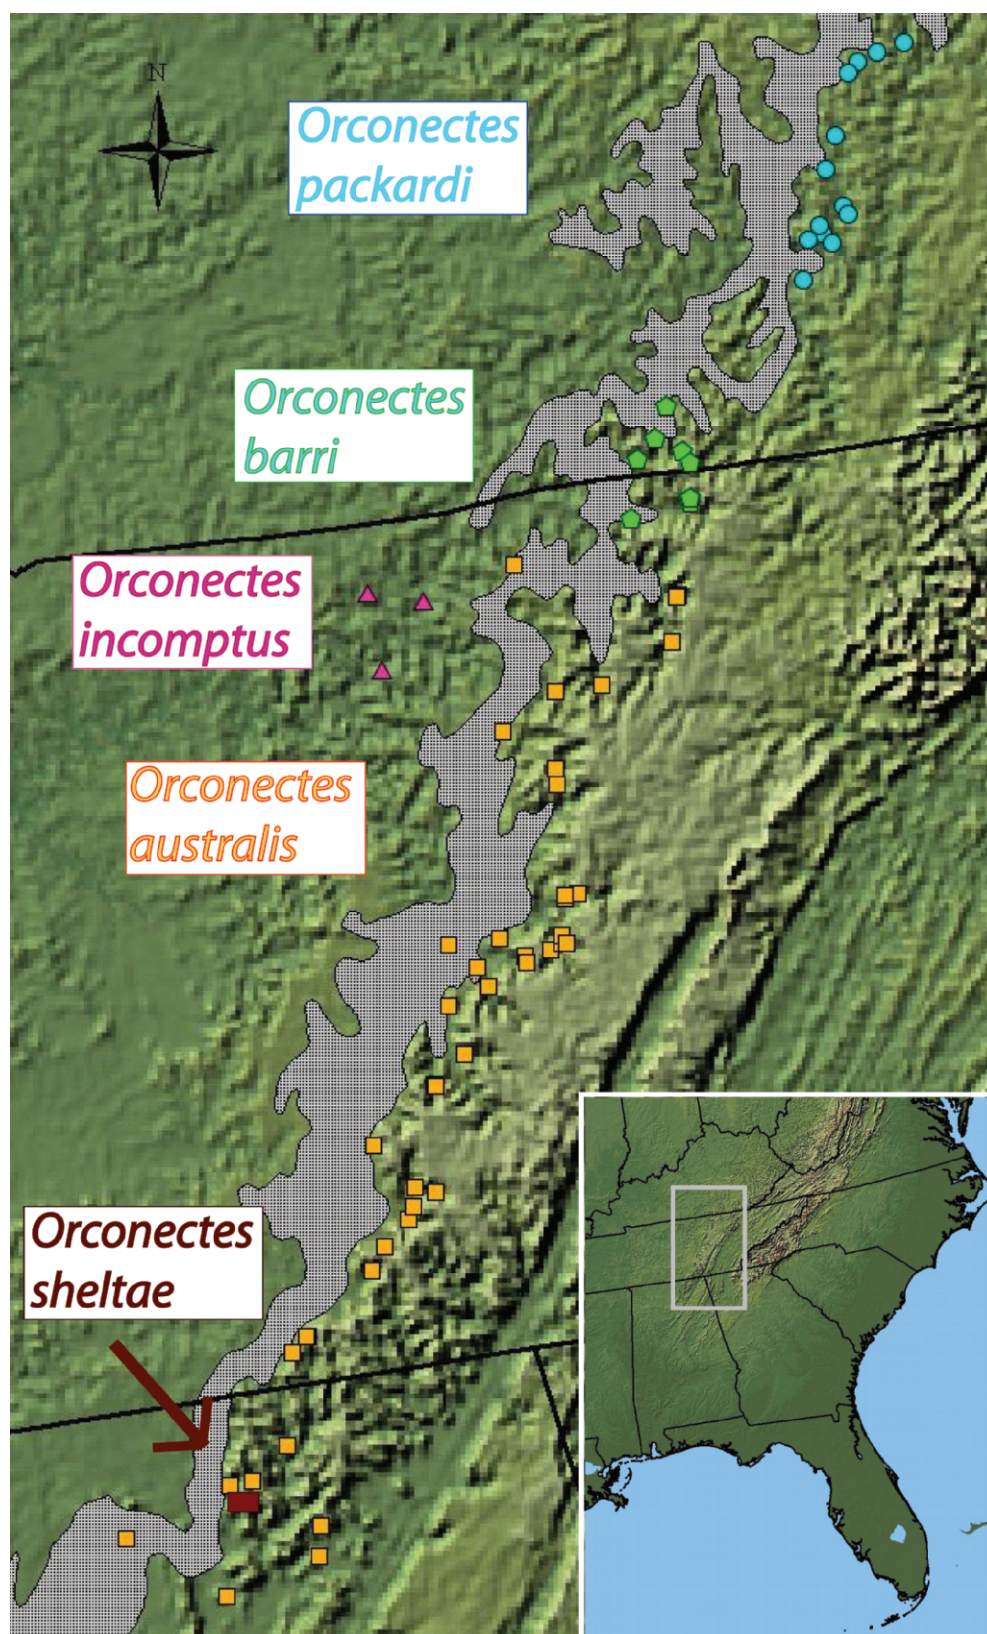 N
Orconectes
packardi
Orconectes
barri
Orconectes
incomptus
Orconectes
australis
Orconectes
sheltae